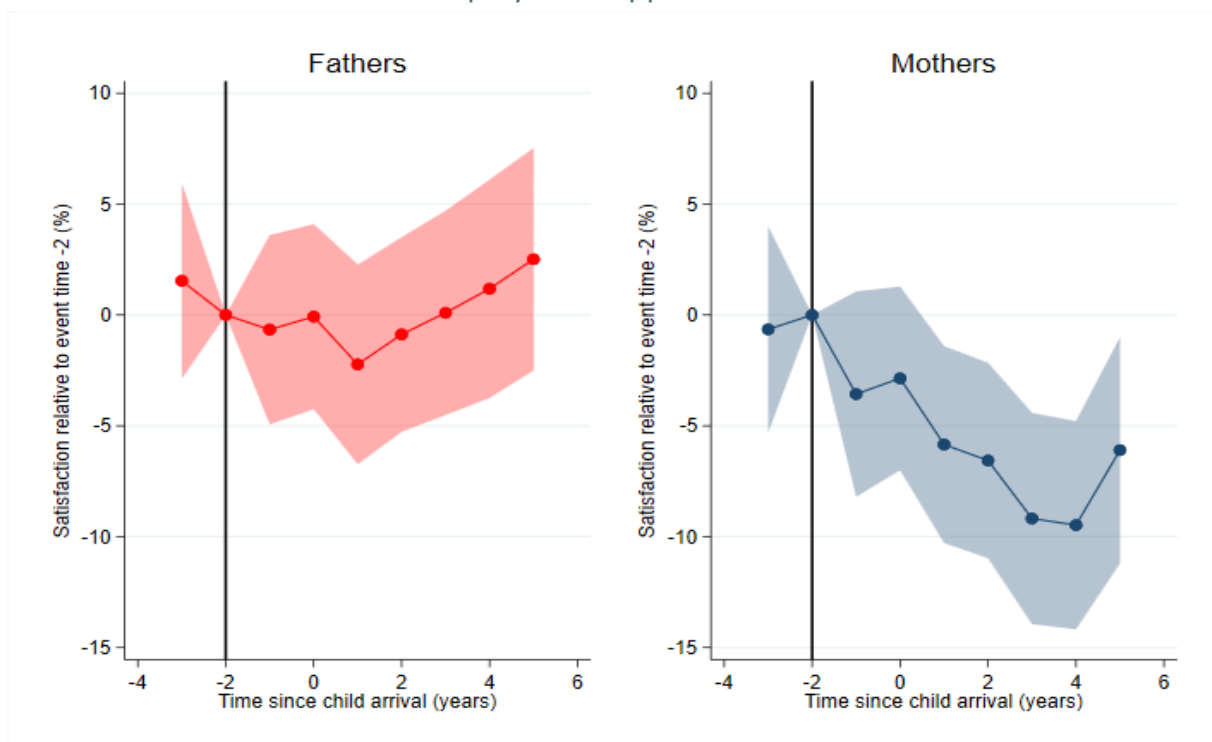 Fathers
10
5
0
-5
-10
-15
Satisfaction relative to event time -2 (%)
-4 -2 0 2 4 6
Time since child arrival (years)
Mothers
10
5
0
-5
-10
-15
Satisfaction relative to event time -2 (%)
-4 -2 0 2 4 6
Time since child arrival (years)